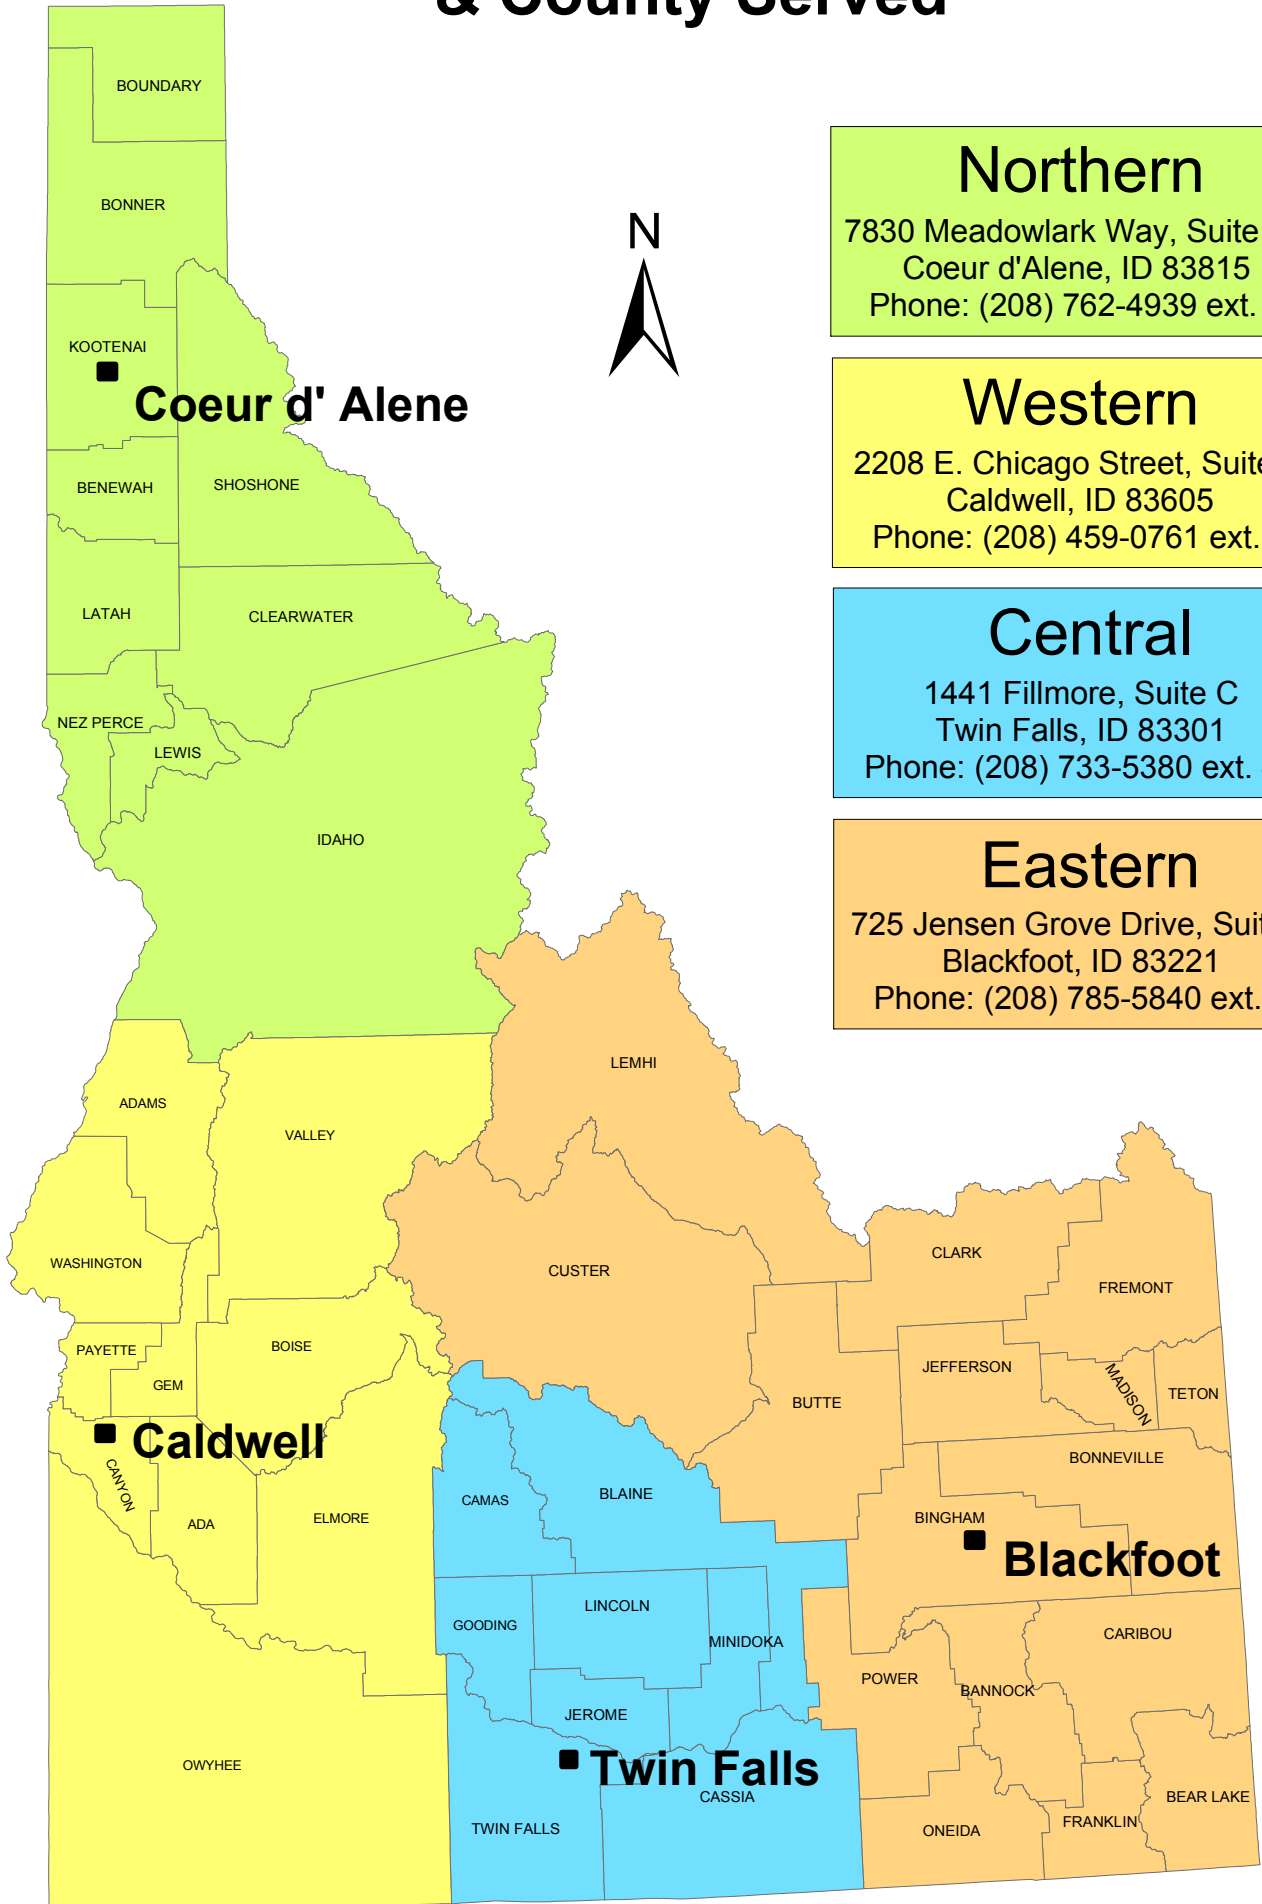 & County Served
BOUNDARY
BONNER
KOOTENAI
Coeur d' Alene
BENEWAH
SHOSHONE
LATAH
CLEARWATER
NEZ PERCE
LEWIS
IDAHO
N
Northern
7830 Meadowlark Way, Suite
Coeur d'Alene, ID 83815
Phone: (208) 762-4939 ext.
Western
2208 E. Chicago Street, Suite
Caldwell, ID 83605
Phone: (208) 459-0761 ext.
Central
1441 Fillmore, Suite C
Twin Falls, ID 83301
Phone: (208) 733-5380 ext.
Eastern
725 Jensen Grove Drive, Suit
Blackfoot, ID 83221
Phone: (208) 785-5840 ext.
LEMHI
ADAMS
VALLEY
WASHINGTON
CUSTER
CLARK
FREMONT
PAYETTE
BOISE
GEM
JEFFERSON
MADISON
TETON
BUTTE
Caldwell
CANYON
ADA
ELMORE
CAMAS
BLAINE
BONNEVILLE
BINGHAM
Blackfoot
GOODING
LINCOLN
MINIDOKA
CARIBOU
POWER
BANNOCK
JEROME
OWYHEE
Twin Falls
CASSIA
TWIN FALLS
ONEIDA
FRANKLIN
BEAR LAKE